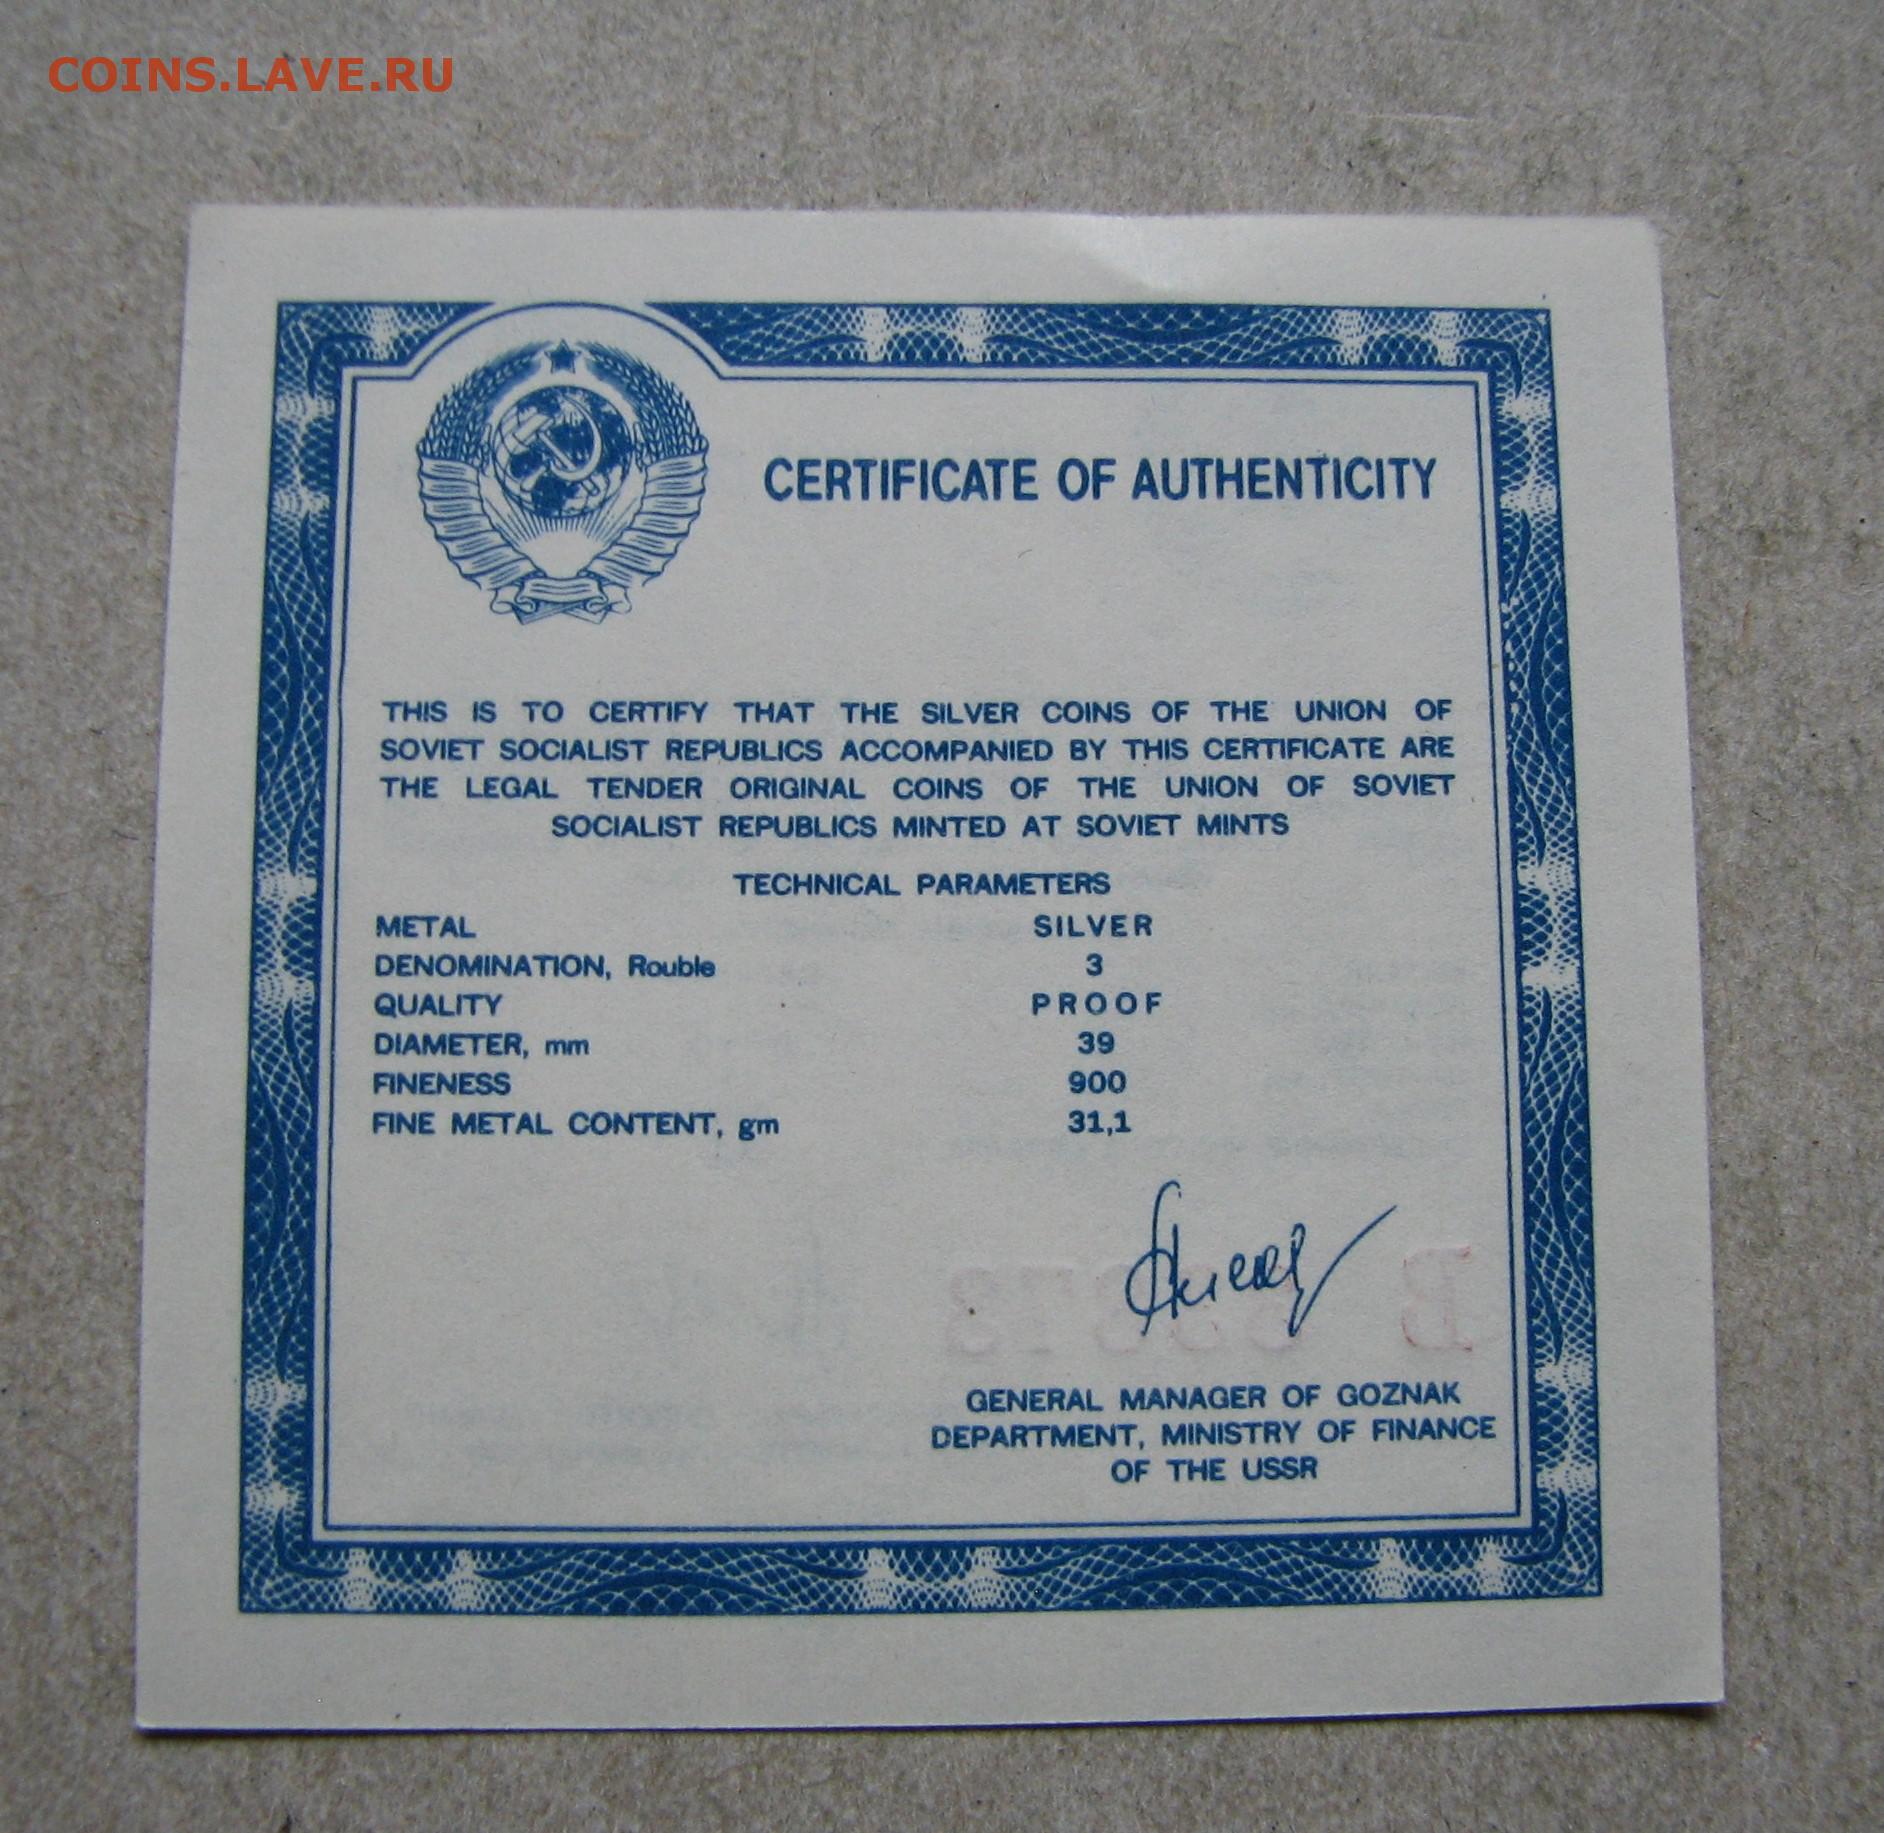 COINS.LAVE.RU
CERTIFICATE OF AUTHENTICITY
THIS IS TO CERTIFY THAT THE SILVER COINS OF THE UNION OF
SOVIET SOCIALIST REPUBLICS ACCOMPANIED BY THIS CERTIFICATE ARE
THE LEGAL TENDER ORIGINAL COINS OF THE UNION OF SOVIET
SOCIALIST REPUBLICS MINTED AT SOVIET MINTS
TECHNICAL PARAMETERS
METAL SILVER
DENOMINATION, Rouble 3
QUALITY PROOF
DIAMETER, mm 39
FINENESS 900
FINE METAL CONTENT, gm 31,1
GENERAL MANAGER OF GOZNAK
DEPARTMENT, MINISTRY OF FINANCE
OF THE USSR